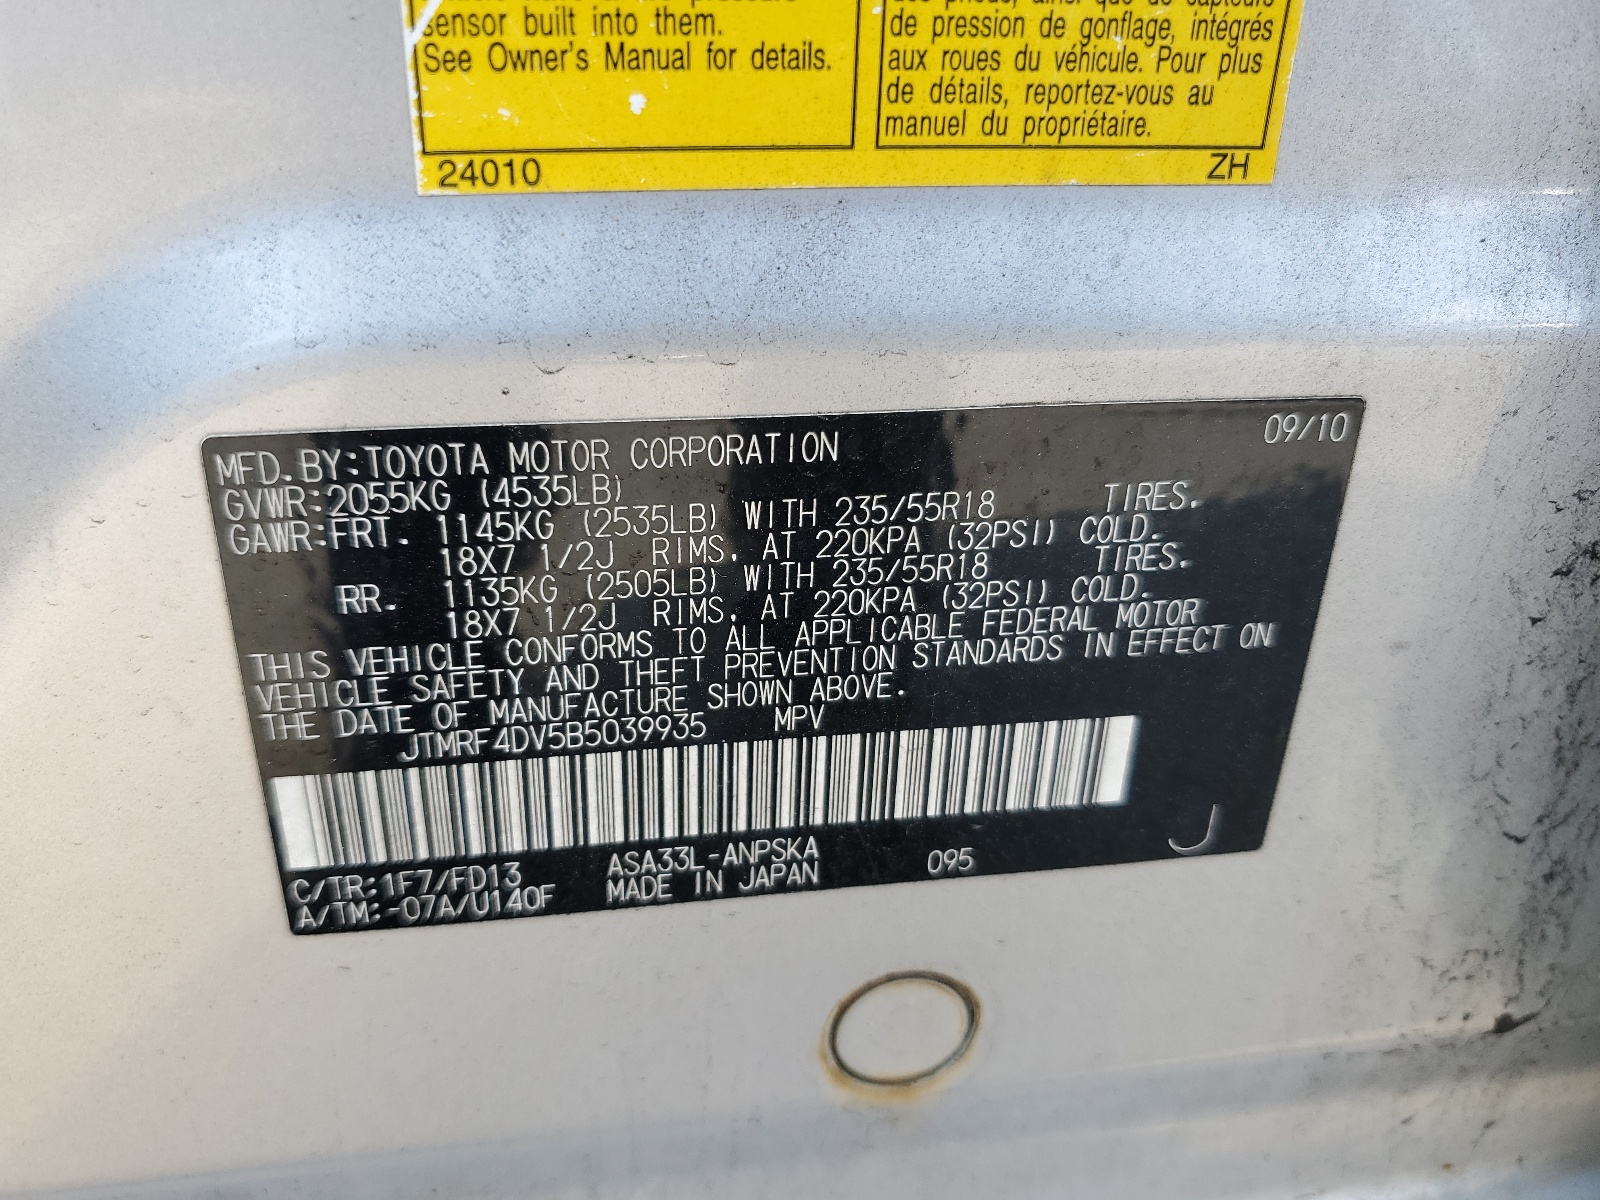 sensor built into them.
See Owner's Manual for details.
24010
de pression de gonflage, intégrés
aux roues du véhicule. Pour plus
de détails, reportez-vous au
manuel du propriétaire.
ZH
09/10
MFD. BY: TOYOTA MOTOR CORPORATION
GVWR: 2055KG (4535LB)
GAWR: FRT. 1145KG (2535LB) WITH 235/55R18 TIRES.
18X7 1/2J RIMS, AT 220KPA (32PSI) COLD.
RR. 1135KG (2505LB) WITH 235/55R18 TIRES.
18X7 1/2J RIMS, AT 220KPA (32PSI) COLD.
THIS VEHICLE CONFORMS TO ALL APPLICABLE FEDERAL MOTOR
VEHICLE SAFETY AND THEFT PREVENTION STANDARDS IN EFFECT ON
THE DATE OF MANUFACTURE SHOWN ABOVE.
JTMRF4DV5B5039935 MPV
C/TR: 1F7/FD13 ASA33L-ANPSKA 095 J
A/TM: -07A/U140F MADE IN JAPAN